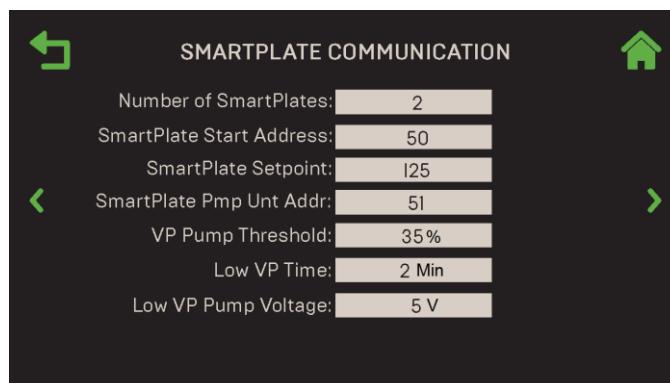 SMARTPLATE COMMUNICATION
Number of SmartPlates: 2
SmartPlate Start Address: 50
SmartPlate Setpoint: 125
SmartPlate Pmp Unt Addr: 51
VP Pump Threshold: 35%
Low VP Time: 2 Min
Low VP Pump Voltage: 5 V